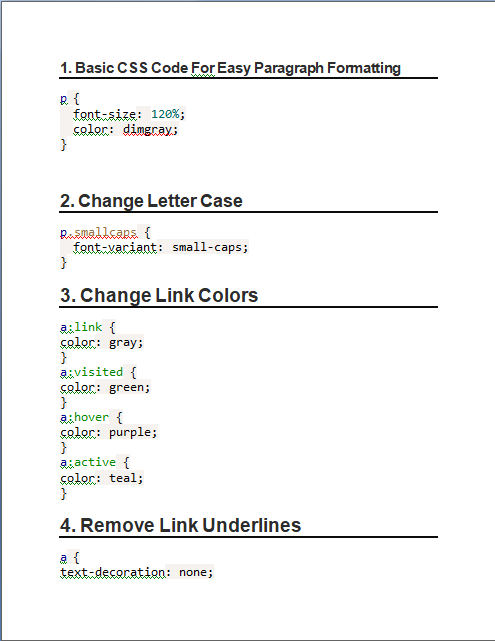 1. Basic CSS Code For Easy Paragraph Formatting
p {
  font-size: 120%;
  color: dimgray;
}
2. Change Letter Case
p.smallcaps {
  font-variant: small-caps;
}
3. Change Link Colors
a:link {
color: gray;
}
a:visited {
color: green;
}
a:hover {
color: purple;
}
a:active {
color: teal;
}
4. Remove Link Underlines
a {
text-decoration: none;